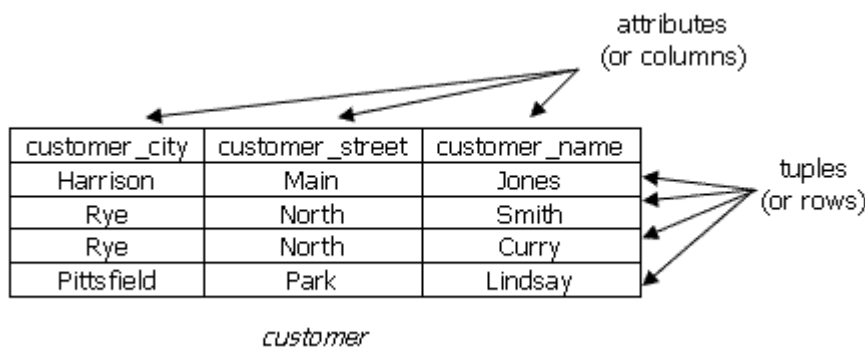 attributes
(or columns)
customer_city customer_street customer_name
Harrison Main Jones
Rye North Smith
Rye North Curry
Pittsfield Park Lindsay
tuples
(or rows)
customer